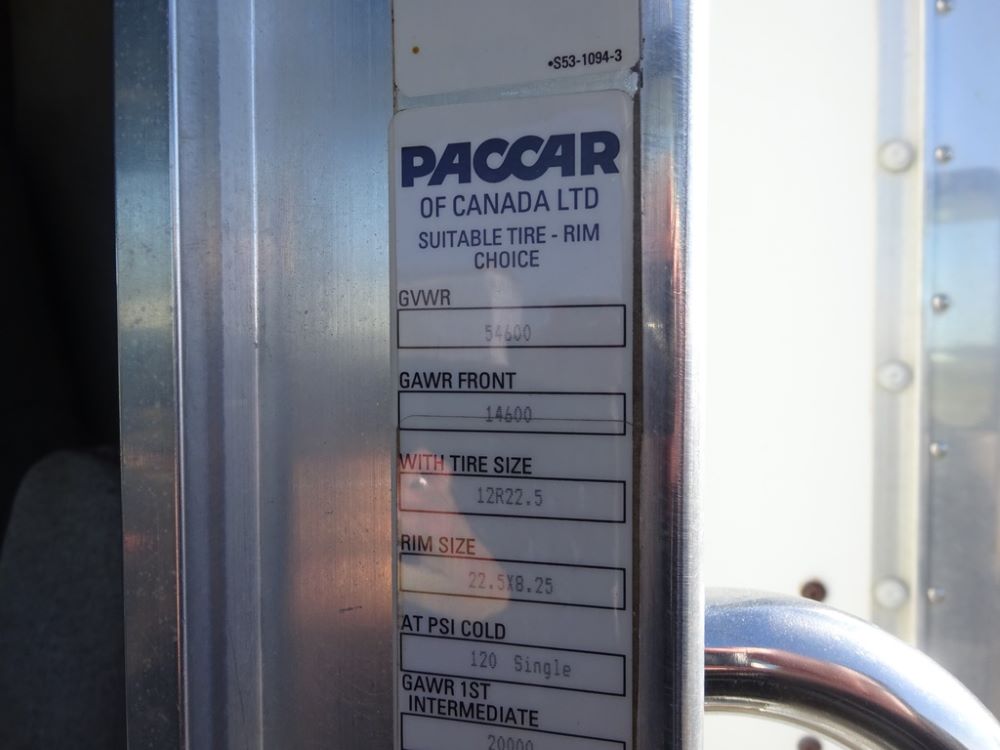 •S53-1094-3
PACCAR
OF CANADA LTD
SUITABLE TIRE - RIM
CHOICE
GVWR
54600
GAWR FRONT
14600
WITH TIRE SIZE
12R22.5
RIM SIZE
22.5X8.25
AT PSI COLD
120 Single
GAWR 1ST
INTERMEDIATE
20000